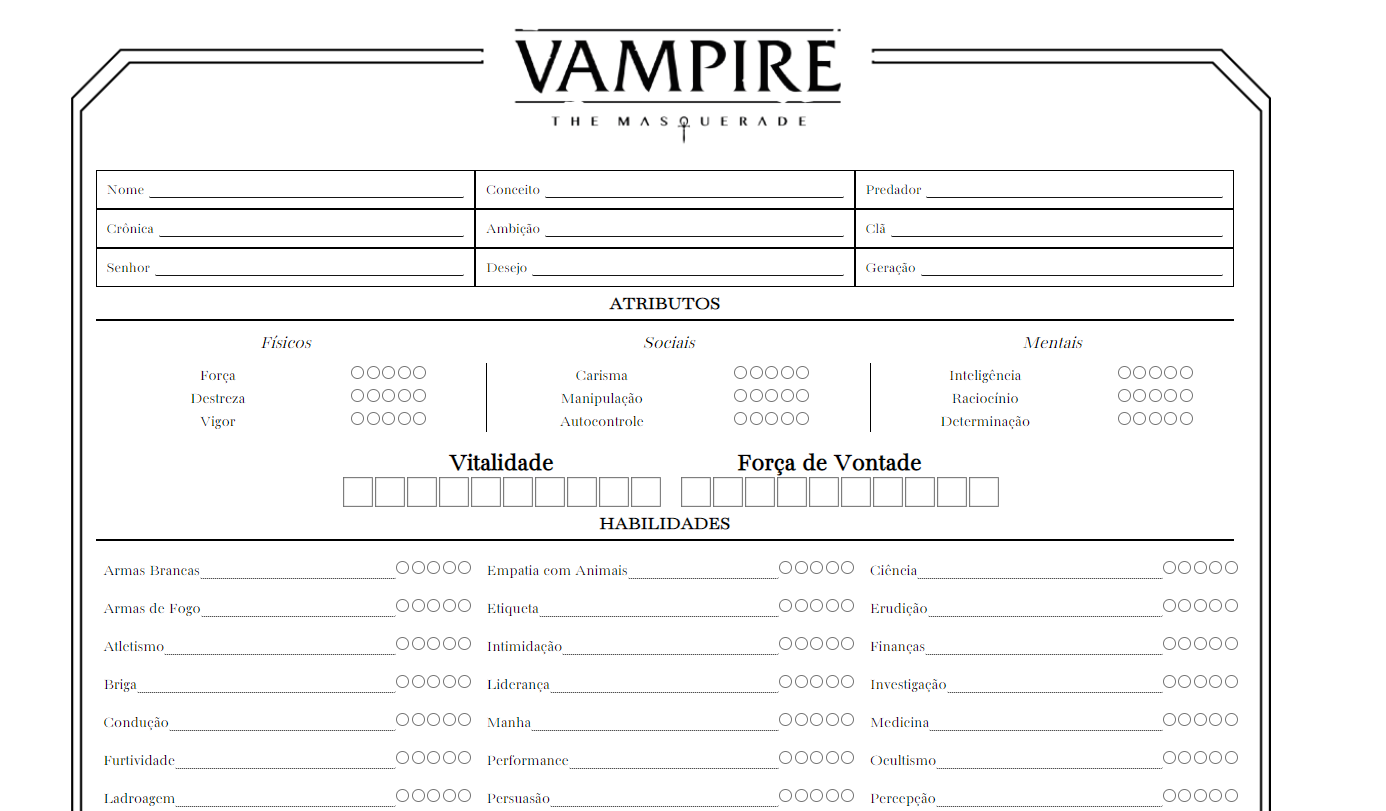 VAMPIRE
THE MASQUERADE
Nome Conceito Predador
Crônica Ambição Clã
Senhor Desejo Geração
ATRIBUTOS
Físicos Sociais Mentais
Força Carisma Inteligência
Destreza Manipulação Raciocínio
Vigor Autocontrole Determinação
Vitalidade Força de Vontade
HABILIDADES
Armas Brancas Empatia com Animais Ciência
Armas de Fogo Etiqueta Erudição
Atletismo Intimidação Finanças
Briga Liderança Investigação
Condução Manha Medicina
Furtividade Performance Ocultismo
Ladroagem Persuasão Percepção